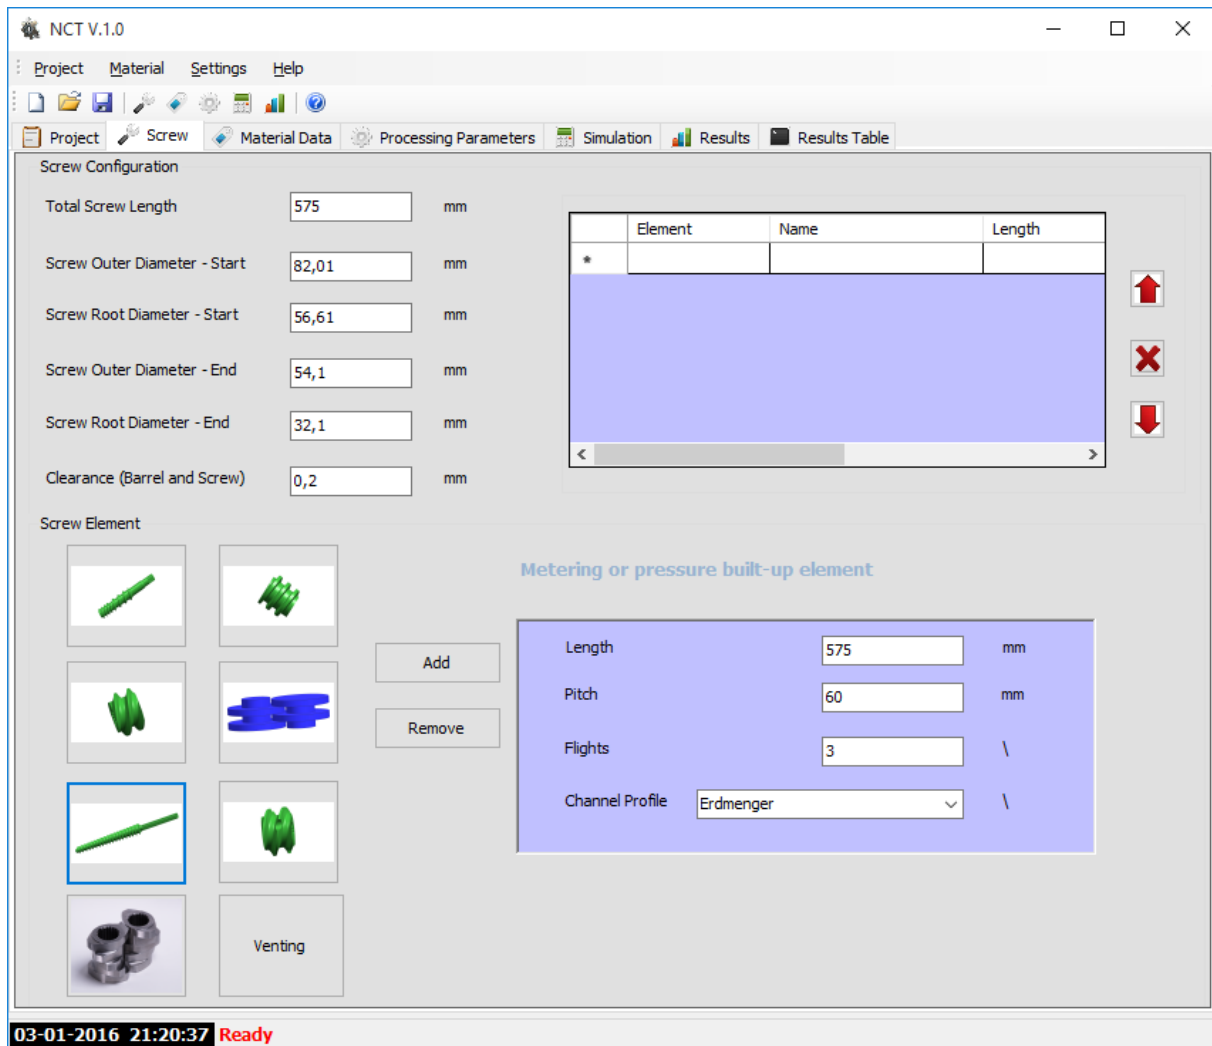 NCT V.1.0
Project Material Settings Help
Project Screw Material Data Processing Parameters Simulation Results Results Table
Screw Configuration
Total Screw Length 575 mm
Screw Outer Diameter - Start 82,01 mm
Screw Root Diameter - Start 56,61 mm
Screw Outer Diameter - End 54,1 mm
Screw Root Diameter - End 32,1 mm
Clearance (Barrel and Screw) 0,2 mm
Element Name Length
*
Screw Element
Add
Remove
Venting
Metering or pressure built-up element
Length 575 mm
Pitch 60 mm
Flights 3 \
Channel Profile Erdmenger \
03-01-2016 21:20:37 Ready